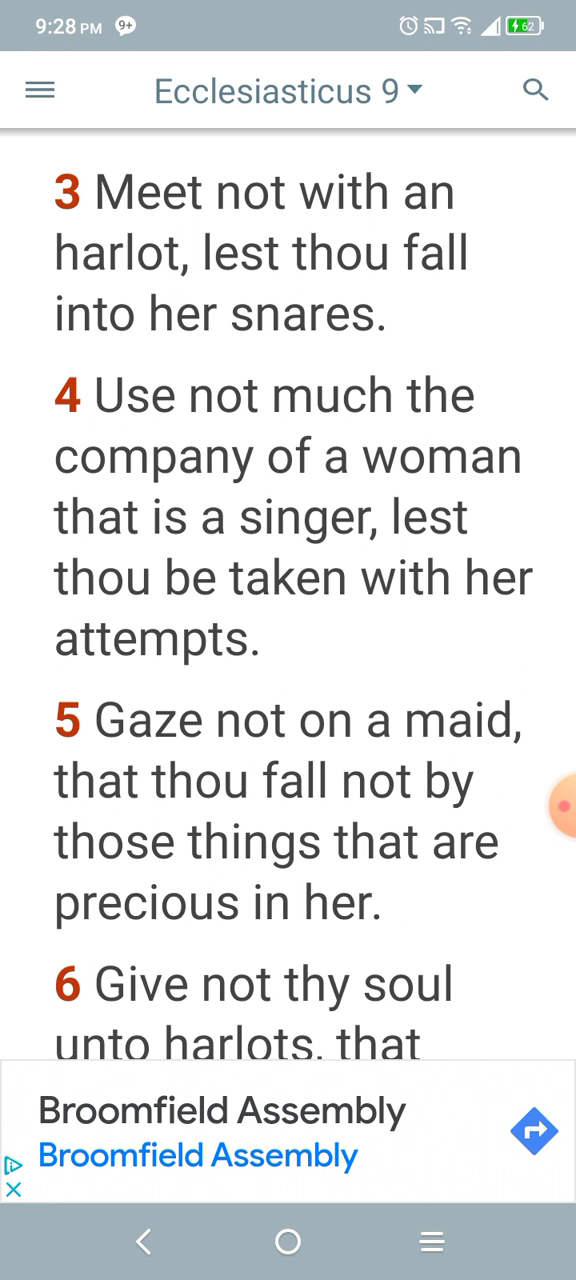 9:28 PM 9+ 62
Ecclesiasticus 9
3 Meet not with an
harlot, lest thou fall
into her snares.
4 Use not much the
company of a woman
that is a singer, lest
thou be taken with her
attempts.
5 Gaze not on a maid,
that thou fall not by
those things that are
precious in her.
6 Give not thy soul
unto harlots, that
Broomfield Assembly
Broomfield Assembly